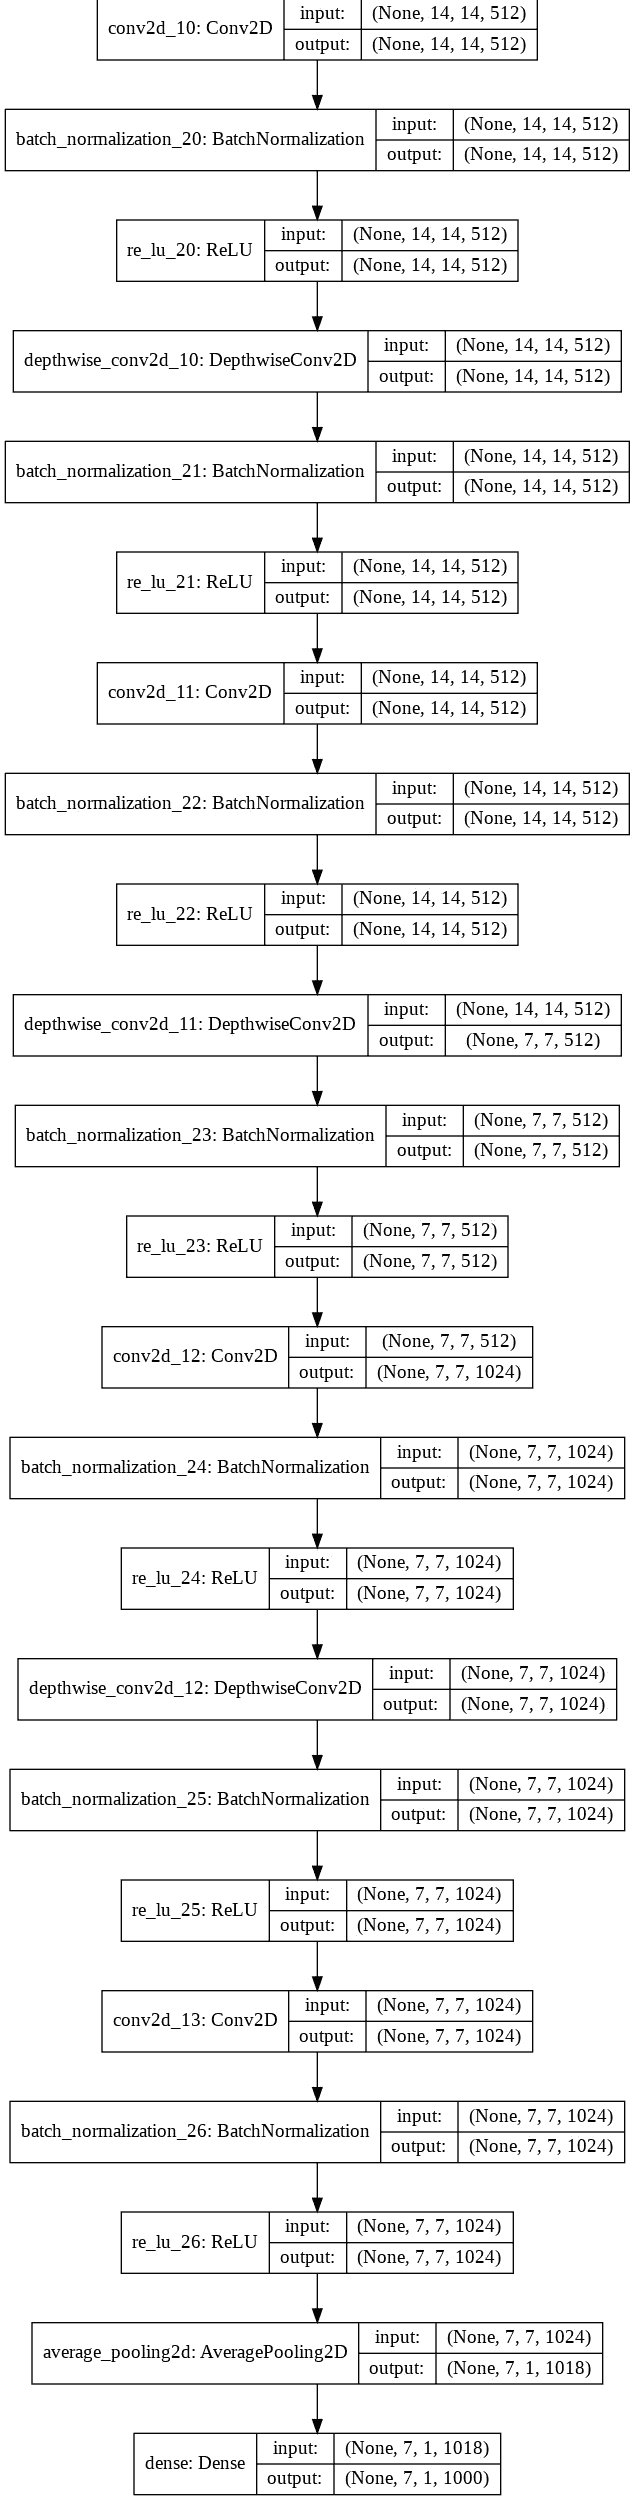 conv2d_10: Conv2D
input: (None, 14, 14, 512)
output: (None, 14, 14, 512)
batch_normalization_20: BatchNormalization
input: (None, 14, 14, 512)
output: (None, 14, 14, 512)
re_lu_20: ReLU
input: (None, 14, 14, 512)
output: (None, 14, 14, 512)
depthwise_conv2d_10: DepthwiseConv2D
input: (None, 14, 14, 512)
output: (None, 14, 14, 512)
batch_normalization_21: BatchNormalization
input: (None, 14, 14, 512)
output: (None, 14, 14, 512)
re_lu_21: ReLU
input: (None, 14, 14, 512)
output: (None, 14, 14, 512)
conv2d_11: Conv2D
input: (None, 14, 14, 512)
output: (None, 14, 14, 512)
batch_normalization_22: BatchNormalization
input: (None, 14, 14, 512)
output: (None, 14, 14, 512)
re_lu_22: ReLU
input: (None, 14, 14, 512)
output: (None, 14, 14, 512)
depthwise_conv2d_11: DepthwiseConv2D
input: (None, 14, 14, 512)
output: (None, 7, 7, 512)
batch_normalization_23: BatchNormalization
input: (None, 7, 7, 512)
output: (None, 7, 7, 512)
re_lu_23: ReLU
input: (None, 7, 7, 512)
output: (None, 7, 7, 512)
conv2d_12: Conv2D
input: (None, 7, 7, 512)
output: (None, 7, 7, 1024)
batch_normalization_24: BatchNormalization
input: (None, 7, 7, 1024)
output: (None, 7, 7, 1024)
re_lu_24: ReLU
input: (None, 7, 7, 1024)
output: (None, 7, 7, 1024)
depthwise_conv2d_12: DepthwiseConv2D
input: (None, 7, 7, 1024)
output: (None, 7, 7, 1024)
batch_normalization_25: BatchNormalization
input: (None, 7, 7, 1024)
output: (None, 7, 7, 1024)
re_lu_25: ReLU
input: (None, 7, 7, 1024)
output: (None, 7, 7, 1024)
conv2d_13: Conv2D
input: (None, 7, 7, 1024)
output: (None, 7, 7, 1024)
batch_normalization_26: BatchNormalization
input: (None, 7, 7, 1024)
output: (None, 7, 7, 1024)
re_lu_26: ReLU
input: (None, 7, 7, 1024)
output: (None, 7, 7, 1024)
average_pooling2d: AveragePooling2D
input: (None, 7, 7, 1024)
output: (None, 7, 1, 1018)
dense: Dense
input: (None, 7, 1, 1018)
output: (None, 7, 1, 1000)